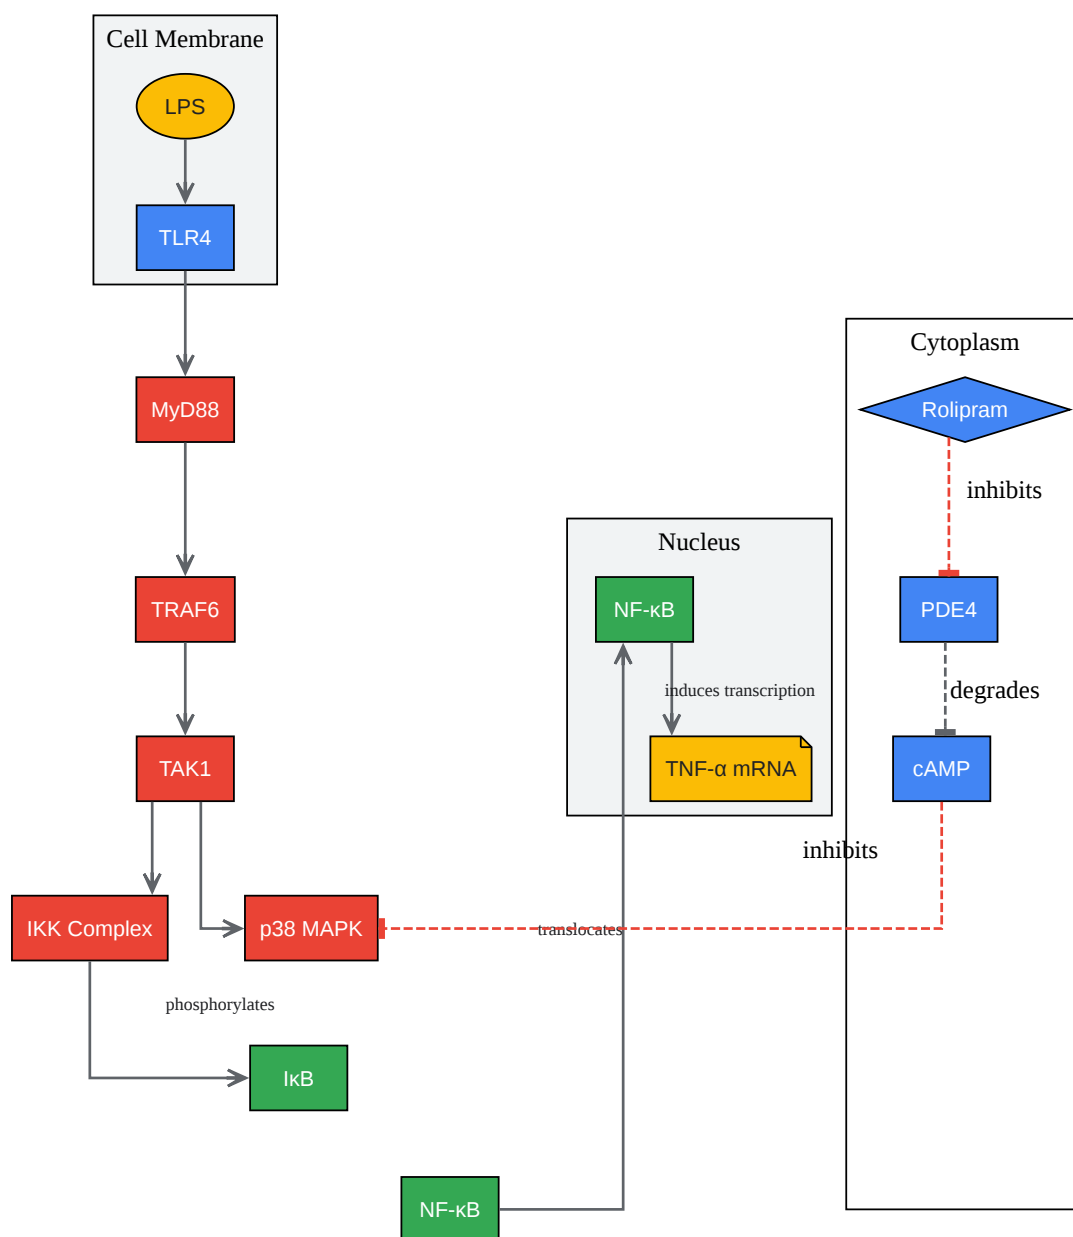 Cell Membrane
LPS
TLR4
MyD88
TRAF6
TAK1
IKK Complex
p38 MAPK
phosphorylates
IκB
NF-κB
translocates
Nucleus
NF-κB
induces transcription
TNF-α mRNA
Cytoplasm
Rolipram
inhibits
PDE4
degrades
cAMP
inhibits